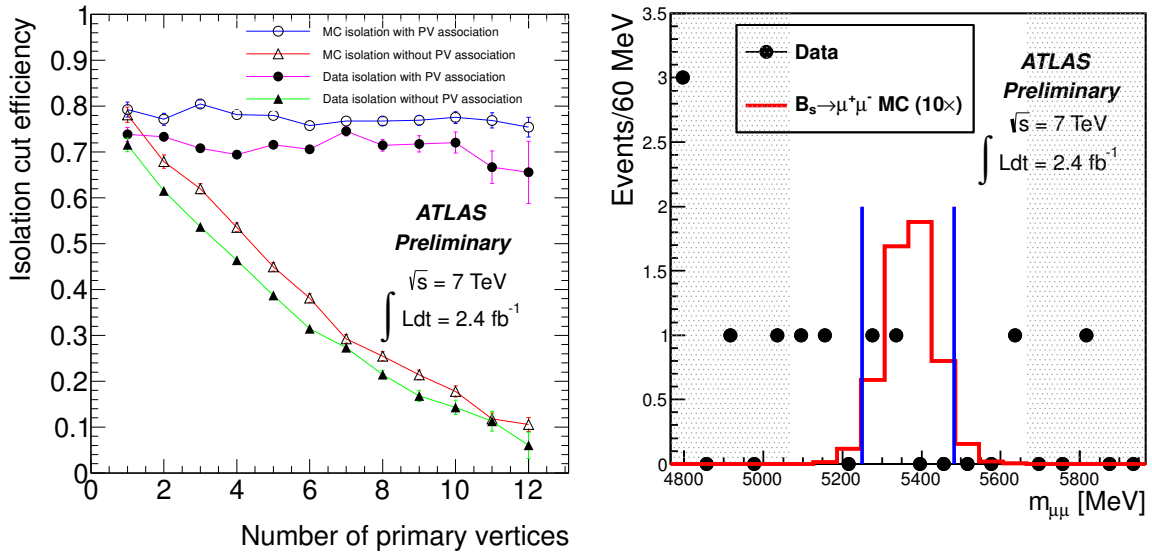 Isolation cut efficiency
1
0.9
0.8
0.7
0.6
0.5
0.4
0.3
0.2
0.1
0
0 2 4 6 8 10 12
Number of primary vertices
MC isolation with PV association
MC isolation without PV association
Data isolation with PV association
Data isolation without PV association
ATLAS
Preliminary
√s = 7 TeV
∫ Ldt = 2.4 fb⁻¹
Events/60 MeV
3.5
3
2.5
2
1.5
1
0.5
0
4800 5000 5200 5400 5600 5800
m_μμ [MeV]
Data
B_s→μ⁺μ⁻ MC (10×)
ATLAS
Preliminary
√s = 7 TeV
∫ Ldt = 2.4 fb⁻¹